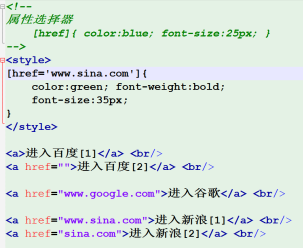 <!--
属性选择器
[href]{ color:blue; font-size:25px; }
-->
<style>
[href='www.sina.com']{
color:green; font-weight:bold;
font-size:35px;
}
</style>
<a>进入百度[1]</a> <br/>
<a href="">进入百度[2]</a> <br/>
<a href="www.google.com">进入谷歌</a> <br/>
<a href="www.sina.com">进入新浪[1]</a> <br/>
<a href="sina.com">进入新浪[2]</a> <br/>